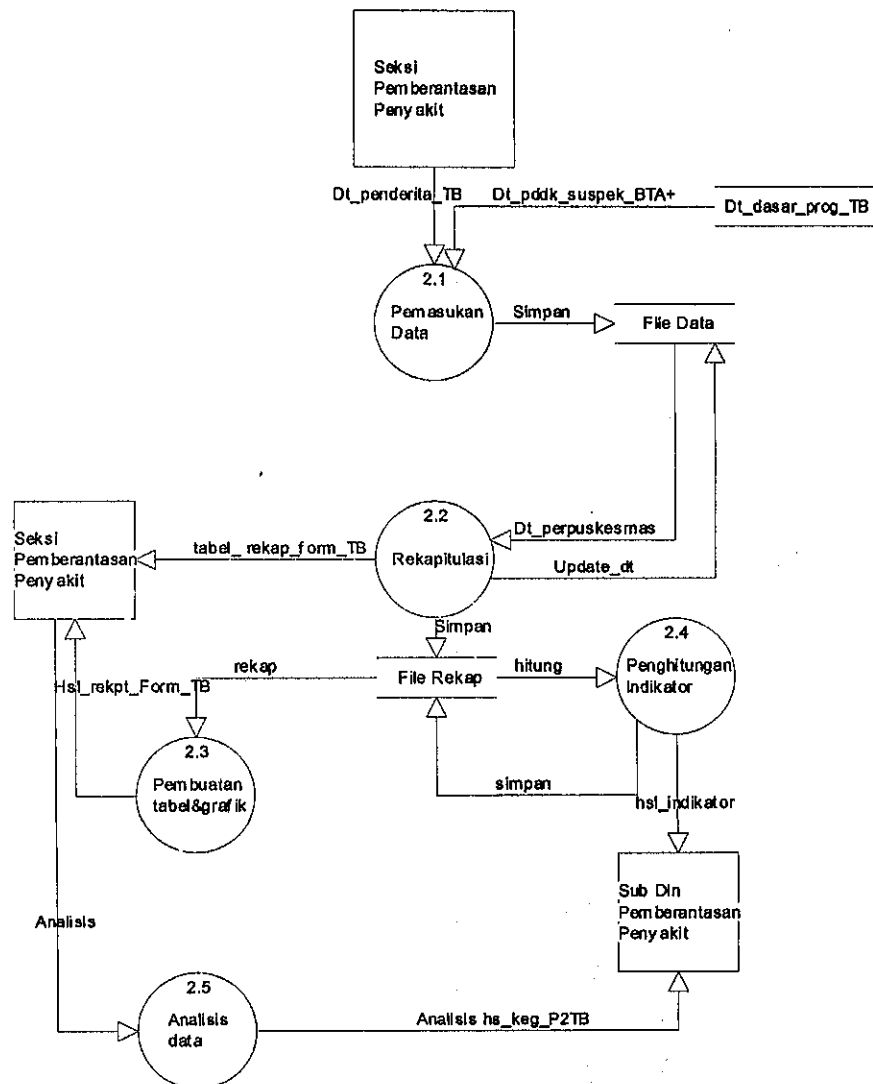 Seksi
Pemberantasan
Penyakit
Dt_penderita_TB
Dt_pddk_suspek_BTA+
Dt_dasar_prog_TB
2.1
Pemasukan
Data
Simpan
File Data
2.2
Rekapitulasi
Dt_perpuskesmas
Update_dt
tabel_ rekap_form_TB
Seksi
Pemberantasan
Penyakit
Simpan
File Rekap
rekap
hitung
2.4
Penghitungan
Indikator
Hsl_rekpt_Form_TB
2.3
Pembuatan
tabel&grafik
simpan
hsl_indikator
Sub Din
Pemberantasan
Penyakit
Analisis
2.5
Analisis
data
Analisis hs_keg_P2TB